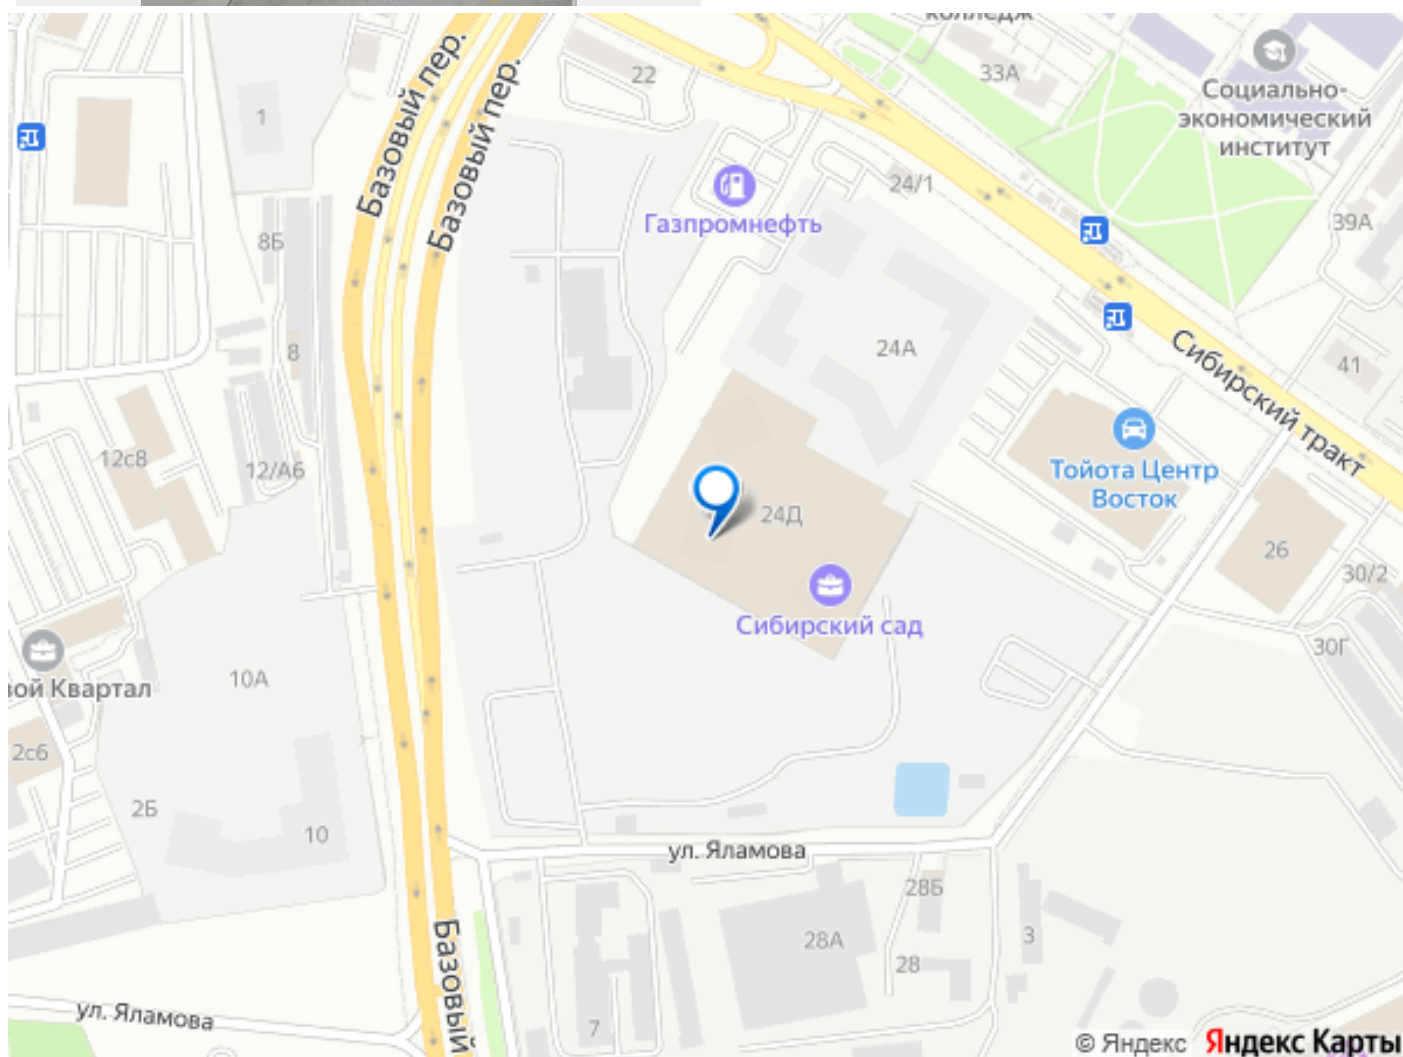 колледж
Базовый пер.
Базовый пер.
22
33А
Социально-
экономический
институт
1
24/1
Газпромнефть
39А
8Б
24А
8
Сибирский тракт
41
12с8
12/А6
Тойота Центр
Восток
24Д
26
30/2
Сибирский сад
30Г
вой Квартал
10А
2с6
2Б
10
ул. Яламова
28Б
Базовый
28А
3
28
ул. Яламова
7
© Яндекс Яндекс Карты